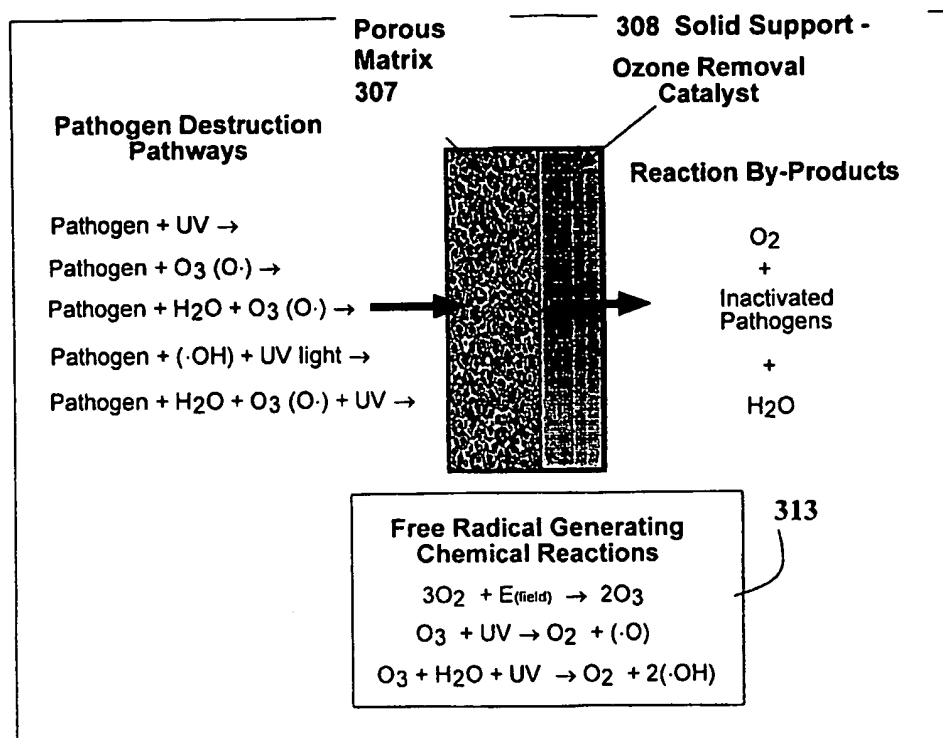 Porous
Matrix
307
308 Solid Support -
Ozone Removal
Catalyst
Pathogen Destruction
Pathways
Pathogen + UV →
Pathogen + O3 (O·) →
Pathogen + H2O + O3 (O·) →
Pathogen + (·OH) + UV light →
Pathogen + H2O + O3 (O·) + UV →
Reaction By-Products
O2
+
Inactivated
Pathogens
+
H2O
313
Free Radical Generating
Chemical Reactions
3O2 + E(field) → 2O3
O3 + UV → O2 + (·O)
O3 + H2O + UV → O2 + 2(·OH)